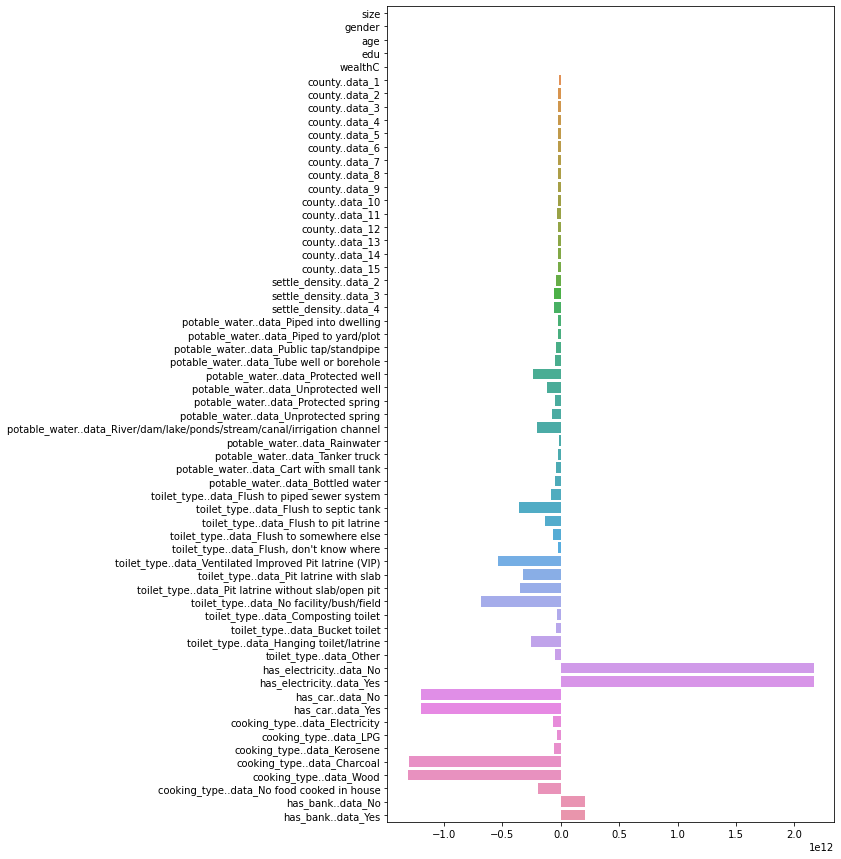 size
gender
age
edu
wealthC
county..data_1
county..data_2
county..data_3
county..data_4
county..data_5
county..data_6
county..data_7
county..data_8
county..data_9
county..data_10
county..data_11
county..data_12
county..data_13
county..data_14
county..data_15
settle_density..data_2
settle_density..data_3
settle_density..data_4
potable_water..data_Piped into dwelling
potable_water..data_Piped to yard/plot
potable_water..data_Public tap/standpipe
potable_water..data_Tube well or borehole
potable_water..data_Protected well
potable_water..data_Unprotected well
potable_water..data_Protected spring
potable_water..data_Unprotected spring
potable_water..data_River/dam/lake/ponds/stream/canal/irrigation channel
potable_water..data_Rainwater
potable_water..data_Tanker truck
potable_water..data_Cart with small tank
potable_water..data_Bottled water
toilet_type..data_Flush to piped sewer system
toilet_type..data_Flush to septic tank
toilet_type..data_Flush to pit latrine
toilet_type..data_Flush to somewhere else
toilet_type..data_Flush, don't know where
toilet_type..data_Ventilated Improved Pit latrine (VIP)
toilet_type..data_Pit latrine with slab
toilet_type..data_Pit latrine without slab/open pit
toilet_type..data_No facility/bush/field
toilet_type..data_Composting toilet
toilet_type..data_Bucket toilet
toilet_type..data_Hanging toilet/latrine
toilet_type..data_Other
has_electricity..data_No
has_electricity..data_Yes
has_car..data_No
has_car..data_Yes
cooking_type..data_Electricity
cooking_type..data_LPG
cooking_type..data_Kerosene
cooking_type..data_Charcoal
cooking_type..data_Wood
cooking_type..data_No food cooked in house
has_bank..data_No
has_bank..data_Yes
−1.0 −0.5 0.0 0.5 1.0 1.5 2.0
1e12